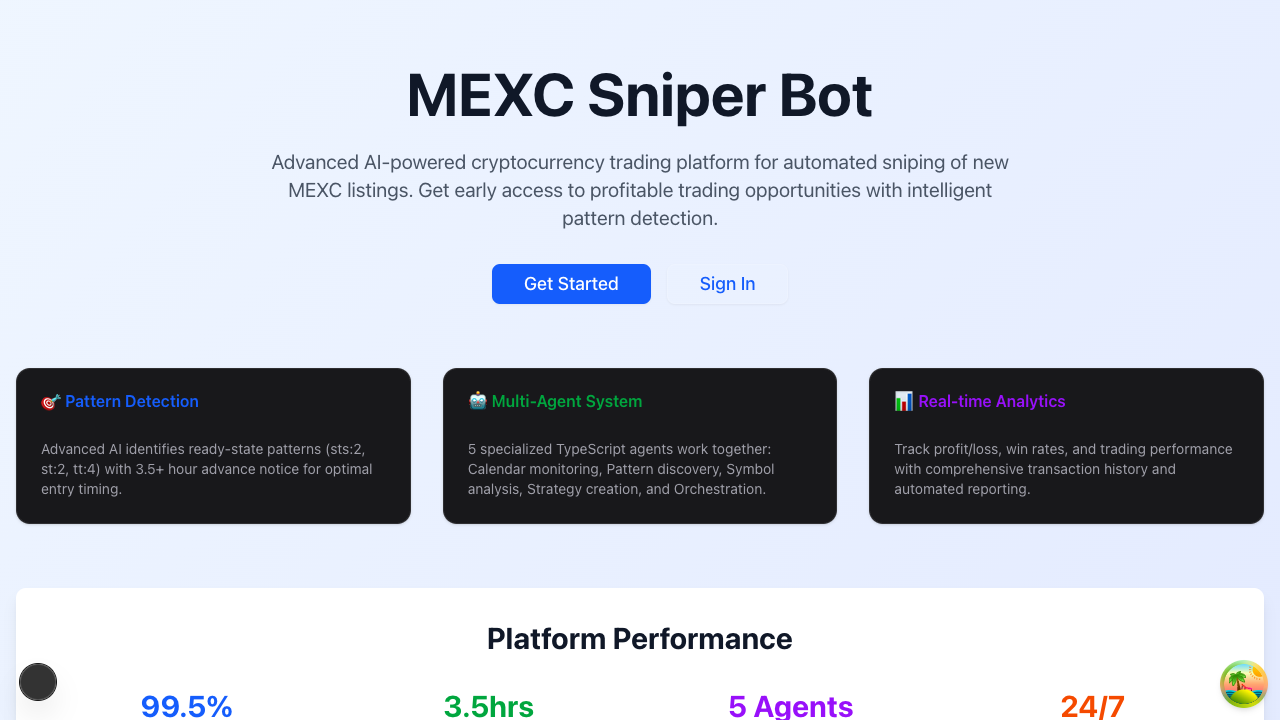 MEXC Sniper Bot
Advanced AI-powered cryptocurrency trading platform for automated sniping of new
MEXC listings. Get early access to profitable trading opportunities with intelligent
pattern detection.
Get Started
Sign In
🎯 Pattern Detection
Advanced AI identifies ready-state patterns (sts:2,
st:2, tt:4) with 3.5+ hour advance notice for optimal
entry timing.
🤖 Multi-Agent System
5 specialized TypeScript agents work together:
Calendar monitoring, Pattern discovery, Symbol
analysis, Strategy creation, and Orchestration.
📊 Real-time Analytics
Track profit/loss, win rates, and trading performance
with comprehensive transaction history and
automated reporting.
Platform Performance
99.5%
3.5hrs
5 Agents
24/7